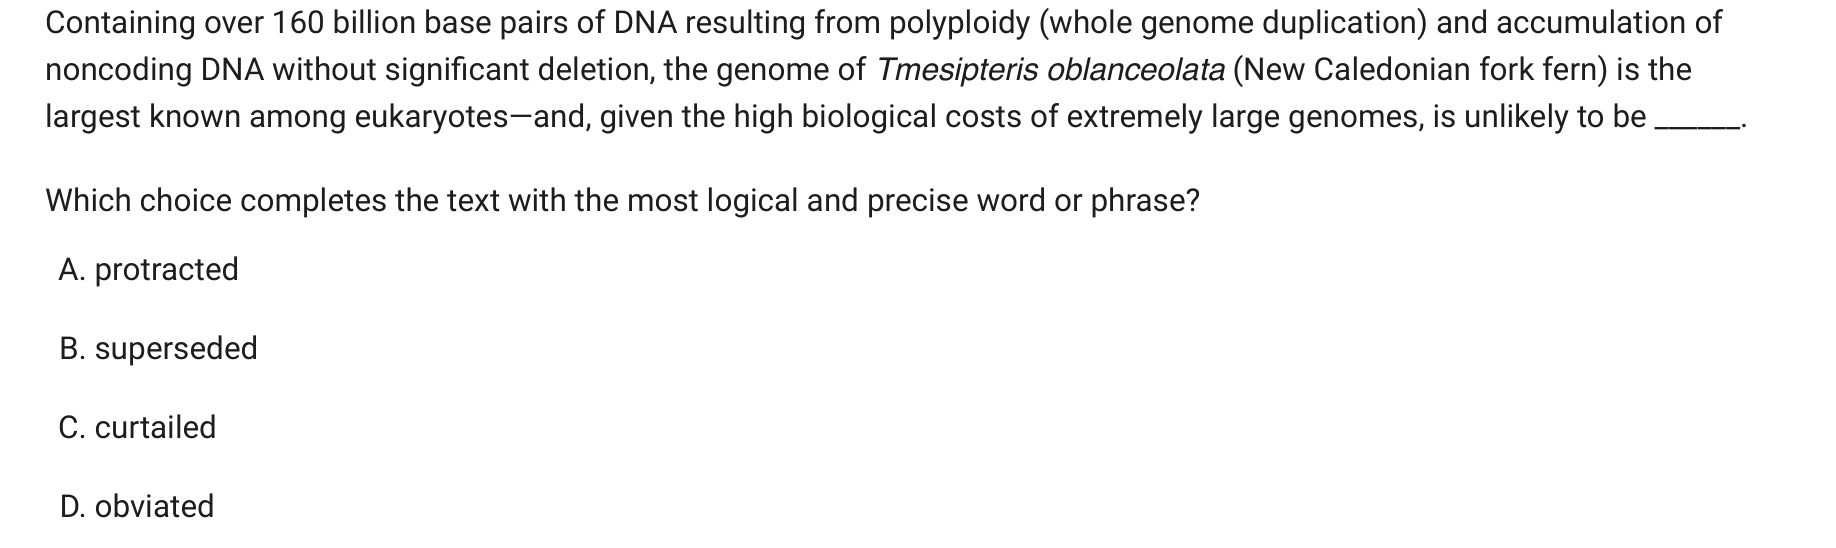 Containing over 160 billion base pairs of DNA resulting from polyploidy (whole genome duplication) and accumulation of
noncoding DNA without significant deletion, the genome of Tmesipteris oblanceolata (New Caledonian fork fern) is the
largest known among eukaryotes—and, given the high biological costs of extremely large genomes, is unlikely to be ______.
Which choice completes the text with the most logical and precise word or phrase?
A. protracted
B. superseded
C. curtailed
D. obviated